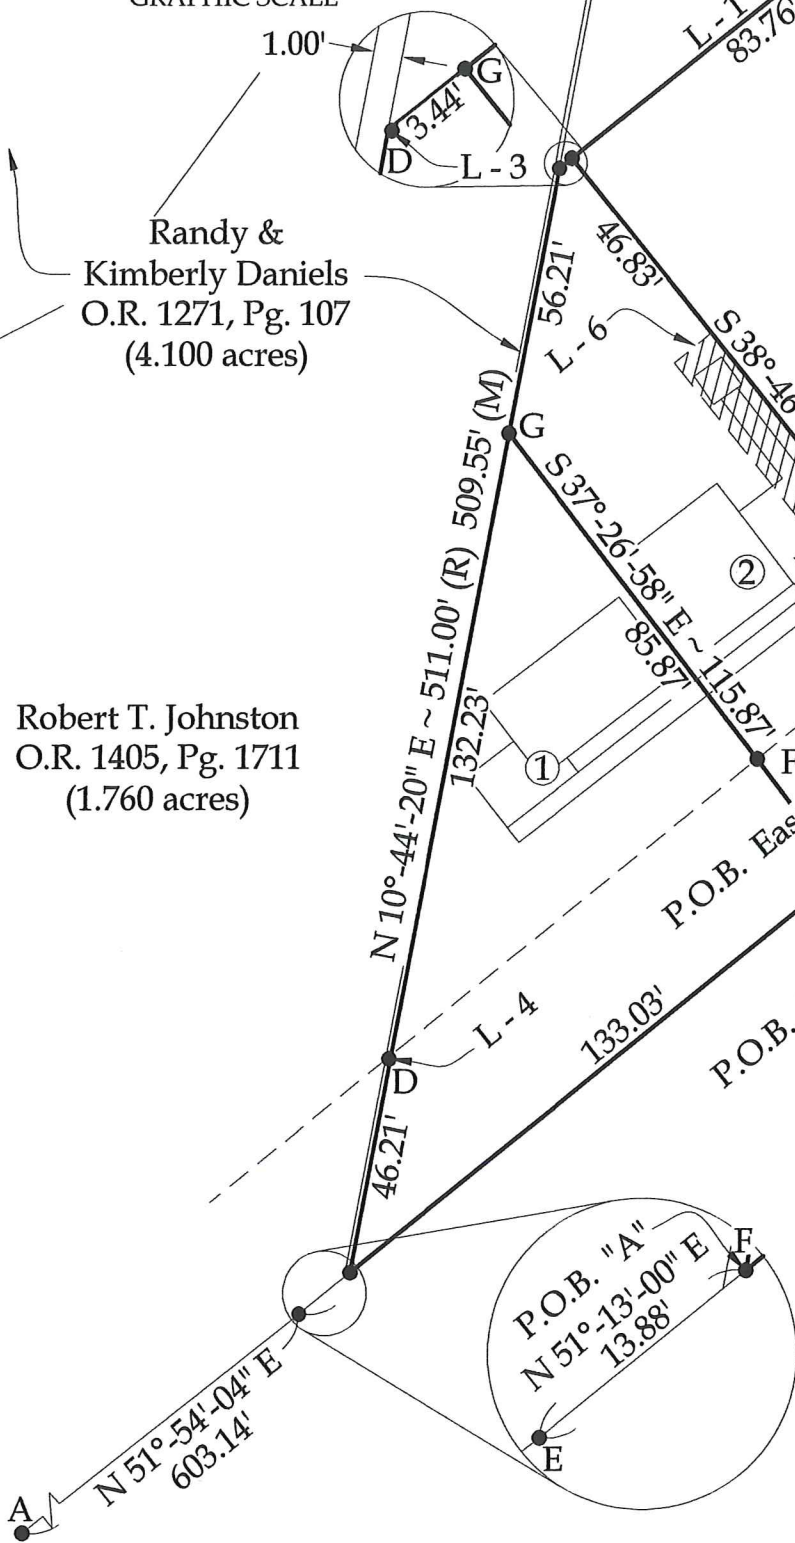 GRAPHIC SCALE
1.00'
G
3.44'
D
L - 3
L - 1
83.76'
Randy &
Kimberly Daniels
O.R. 1271, Pg. 107
(4.100 acres)
56.21'
46.83'
L - 6
S 38°-46
G
N 10°-44'-20" E ~ 511.00' (R) 509.55' (M)
132.23'
S 37°-26'-58" E ~ 115.87'
85.87'
2
1
Robert T. Johnston
O.R. 1405, Pg. 1711
(1.760 acres)
F
P.O.B. Eas
L - 4
D
133.03'
P.O.B.
46.21'
P.O.B. "A"
F
N 51°-13'-00" E
13.88'
E
N 51°-54'-04" E
603.14'
A